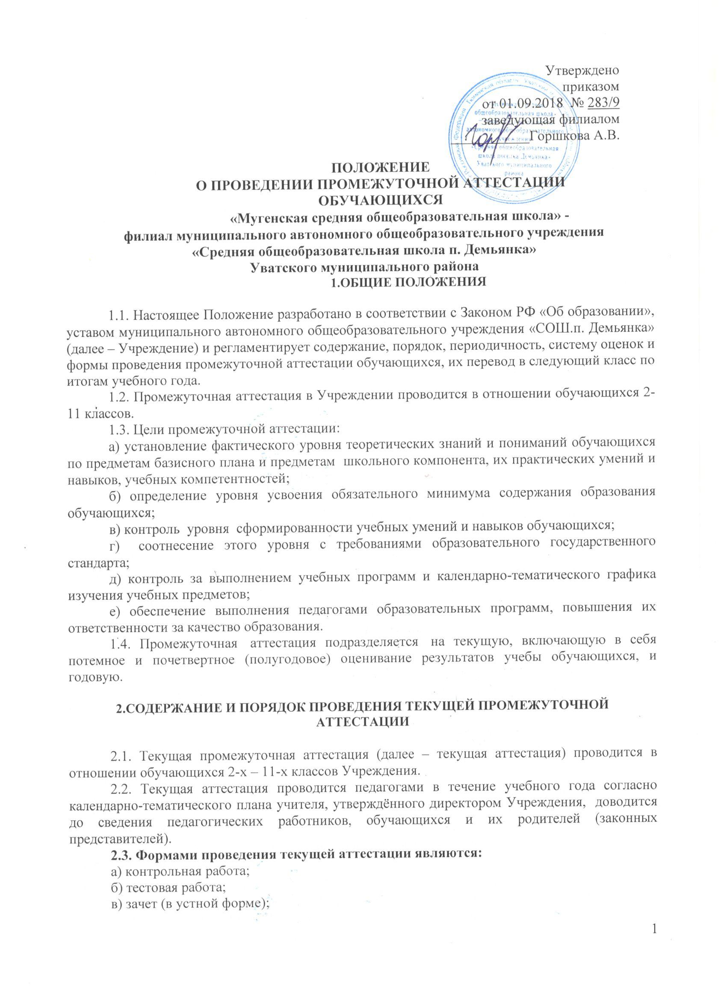 Утверждено
приказом
от 01.09.2018 № 283/9
заведующая филиалом
Горшкова А.В.
общеобразовательная школа
автономного общеобразовательного
учреждения
«Средняя общеобразовательная
школа поселка Демьянка»
Уватского муниципального
района
ПОЛОЖЕНИЕ
О ПРОВЕДЕНИИ ПРОМЕЖУТОЧНОЙ АТТЕСТАЦИИ
ОБУЧАЮЩИХСЯ
«Мугенская средняя общеобразовательная школа» -
филиал муниципального автономного общеобразовательного учреждения
«Средняя общеобразовательная школа п. Демьянка»
Уватского муниципального района
1.ОБЩИЕ ПОЛОЖЕНИЯ
1.1. Настоящее Положение разработано в соответствии с Законом РФ «Об образовании»,
уставом муниципального автономного общеобразовательного учреждения «СОШ.п. Демьянка»
(далее – Учреждение) и регламентирует содержание, порядок, периодичность, систему оценок и
формы проведения промежуточной аттестации обучающихся, их перевод в следующий класс по
итогам учебного года.
1.2. Промежуточная аттестация в Учреждении проводится в отношении обучающихся 2-
11 классов.
1.3. Цели промежуточной аттестации:
а) установление фактического уровня теоретических знаний и пониманий обучающихся
по предметам базисного плана и предметам школьного компонента, их практических умений и
навыков, учебных компетентностей;
б) определение уровня усвоения обязательного минимума содержания образования
обучающихся;
в) контроль уровня сформированности учебных умений и навыков обучающихся;
г) соотнесение этого уровня с требованиями образовательного государственного
стандарта;
д) контроль за выполнением учебных программ и календарно-тематического графика
изучения учебных предметов;
е) обеспечение выполнения педагогами образовательных программ, повышения их
ответственности за качество образования.
1.4. Промежуточная аттестация подразделяется на текущую, включающую в себя
потемное и почетвертное (полугодовое) оценивание результатов учебы обучающихся, и
годовую.
2.СОДЕРЖАНИЕ И ПОРЯДОК ПРОВЕДЕНИЯ ТЕКУЩЕЙ ПРОМЕЖУТОЧНОЙ
АТТЕСТАЦИИ
2.1. Текущая промежуточная аттестация (далее – текущая аттестация) проводится в
отношении обучающихся 2-х – 11-х классов Учреждения.
2.2. Текущая аттестация проводится педагогами в течение учебного года согласно
календарно-тематического плана учителя, утверждённого директором Учреждения, доводится
до сведения педагогических работников, обучающихся и их родителей (законных
представителей).
2.3. Формами проведения текущей аттестации являются:
а) контрольная работа;
б) тестовая работа;
в) зачет (в устной форме);
1